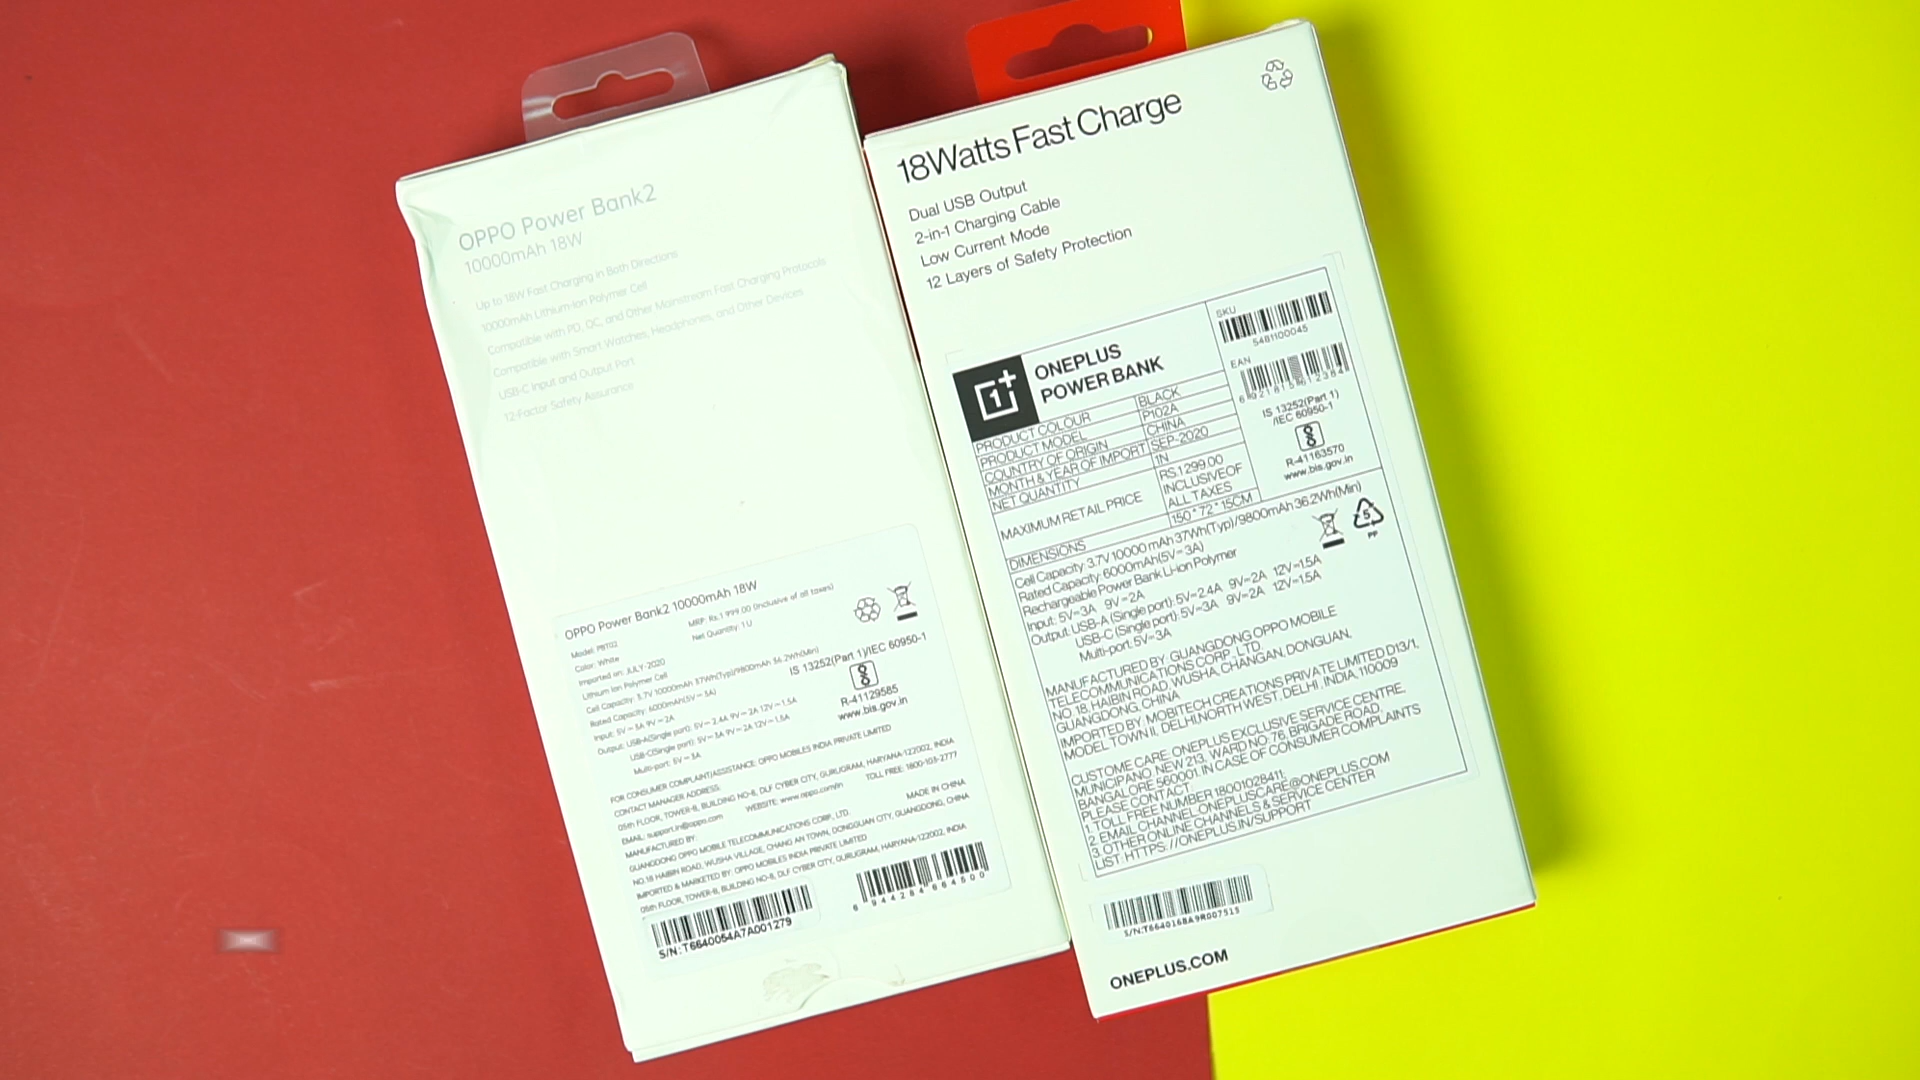 OPPO Power Bank2
10000mAh 18W
Up to 18W Fast Charging in Both Directions
10000mAh Lithium-Ion Polymer Cell
Compatible with PD, QC, and Other Mainstream Fast Charging Protocols
Compatible with Smart Watches, Headphones, and Other Devices
USB-C Input and Output Port
12-Factor Safety Assurance
OPPO Power Bank2 10000mAh 18W
Model: PBT02
MRP: Rs.1 999.00 (Inclusive of all taxes)
Color: White
Net Quantity: 1 U
Imported on: JULY-2020
Lithium Ion Polymer Cell
Cell Capacity: 3.7V 10000mAh 37Wh(Typ)/9800mAh 36.2Wh(Min)
Rated Capacity: 6000mAh(5V⎓3A)
Input: 5V⎓3A 9V⎓2A
Output: USB-A(Single port): 5V⎓2.4A 9V⎓2A 12V⎓1.5A
USB-C(Single port): 5V⎓3A 9V⎓2A 12V⎓1.5A
Multi-port: 5V⎓3A
IS 13252(Part 1)/IEC 60950-1
R-41129585
www.bis.gov.in
FOR CONSUMER COMPLAINT/ASSISTANCE: OPPO MOBILES INDIA PRIVATE LIMITED
CONTACT MANAGER ADDRESS:
05th FLOOR, TOWER-B, BUILDING NO-8, DLF CYBER CITY, GURUGRAM, HARYANA-122002, INDIA
EMAIL: support.in@oppo.com WEBSITE: www.oppo.com/in TOLL FREE: 1800-103-2777
MANUFACTURED BY: MADE IN CHINA
GUANGDONG OPPO MOBILE TELECOMMUNICATIONS CORP., LTD.
NO.18 HAIBIN ROAD, WUSHA VILLAGE, CHANG AN TOWN, DONGGUAN CITY, GUANGDONG, CHINA
IMPORTED & MARKETED BY: OPPO MOBILES INDIA PRIVATE LIMITED
05th FLOOR, TOWER-B, BUILDING NO-8, DLF CYBER CITY, GURUGRAM, HARYANA-122002, INDIA
S/N:T6640054A7A001279
6 944284 664500
18Watts Fast Charge
Dual USB Output
2-in-1 Charging Cable
Low Current Mode
12 Layers of Safety Protection
ONEPLUS
POWER BANK
SKU
5481100045
EAN
6 921815 612384
IS 13252(Part 1)
/IEC 60950-1
R-41163570
www.bis.gov.in
PRODUCT COLOUR BLACK
PRODUCT MODEL P102A
COUNTRY OF ORIGIN CHINA
MONTH & YEAR OF IMPORT SEP-2020
NET QUANTITY 1N
MAXIMUM RETAIL PRICE RS.1299.00
INCLUSIVE OF
ALL TAXES
DIMENSIONS 150*72*15CM
Cell Capacity: 3.7V 10000 mAh 37Wh(Typ)/9800mAh 36.2Wh(Min)
Rated Capacity: 6000mAh(5V⎓3A)
Rechargeable Power Bank Li-ion Polymer
Input: 5V⎓3A 9V⎓2A
Output: USB-A (Single port): 5V⎓2.4A 9V⎓2A 12V⎓1.5A
USB-C (Single port): 5V⎓3A 9V⎓2A 12V⎓1.5A
Multi-port: 5V⎓3A
5
PP
MANUFACTURED BY: GUANGDONG OPPO MOBILE
TELECOMMUNICATIONS CORP., LTD
NO.18, HAIBIN ROAD, WUSHA, CHANGAN, DONGUAN,
GUANGDONG, CHINA
IMPORTED BY: MOBITECH CREATIONS PRIVATE LIMITED D13/1,
MODEL TOWN II, DELHI,NORTH WEST, DELHI , INDIA, 110009
CUSTOME CARE: ONEPLUS EXCLUSIVE SERVICE CENTRE,
MUNICIPANO. NEW 213, WARD NO. 76, BRIGADE ROAD,
BANGALORE 560001. IN CASE OF CONSUMER COMPLAINTS
PLEASE CONTACT.
1. TOLL FREE NUMBER 18001028411;
2. EMAIL CHANNEL. ONEPLUSCARE@ONEPLUS.COM
3. OTHER ONLINE CHANNELS & SERVICE CENTER
LIST: HTTPS: //ONEPLUS.IN/SUPPORT
S/N:T664016BA9R007515
ONEPLUS.COM